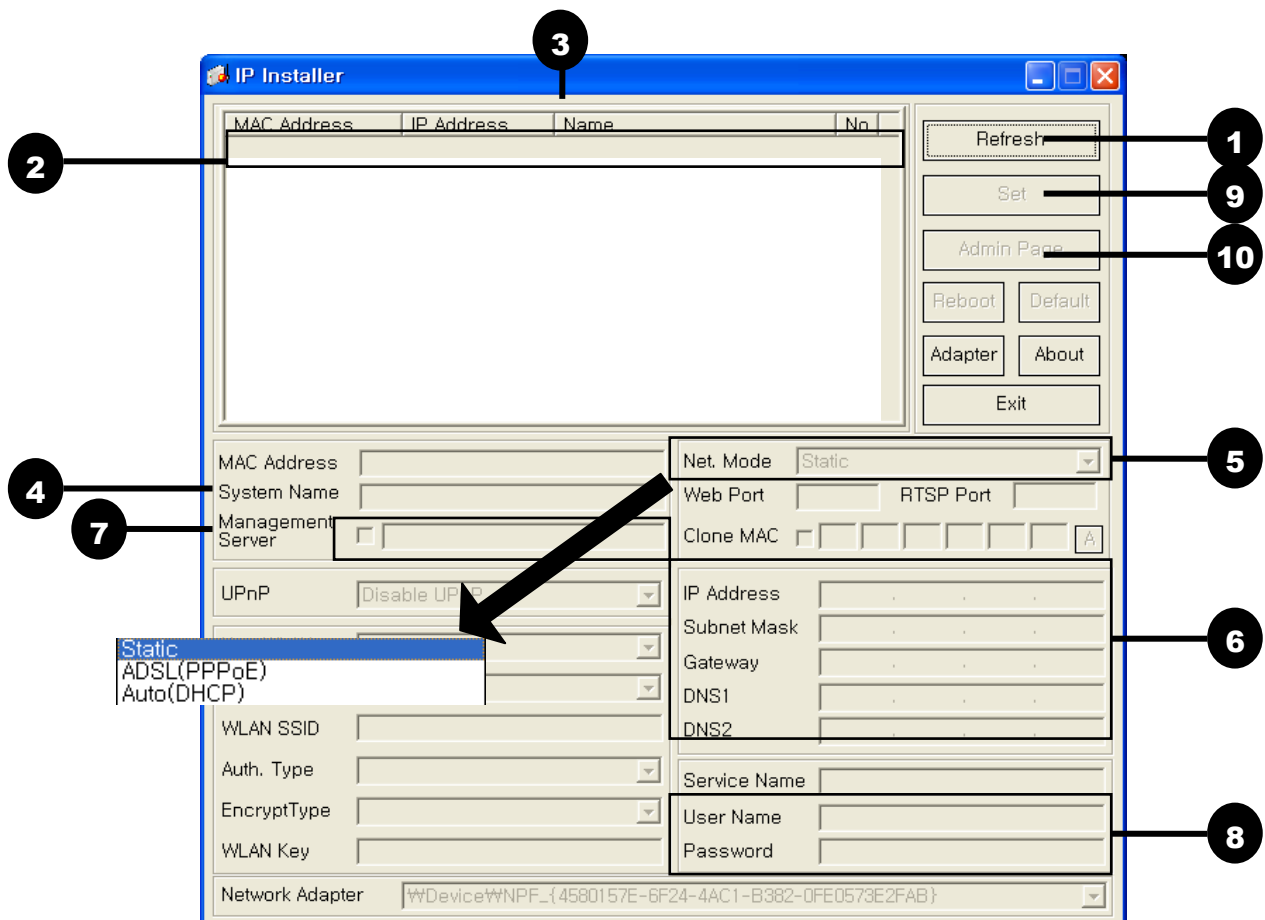 3
IP Installer
MAC Address IP Address Name No
Refresh
1
2
Set
9
Admin Page
10
Reboot Default
Adapter About
Exit
MAC Address
Net. Mode Static
5
4
System Name
Web Port RTSP Port
7
Management
Server
Clone MAC A
UPnP Disable UP P
IP Address
Subnet Mask
6
Static
ADSL(PPPoE)
Auto(DHCP)
Gateway
DNS1
WLAN SSID
DNS2
Auth. Type
Service Name
EncryptType
User Name
8
WLAN Key
Password
Network Adapter ₩Device₩NPF_{4580157E-6F24-4AC1-B382-0FE0573E2FAB}